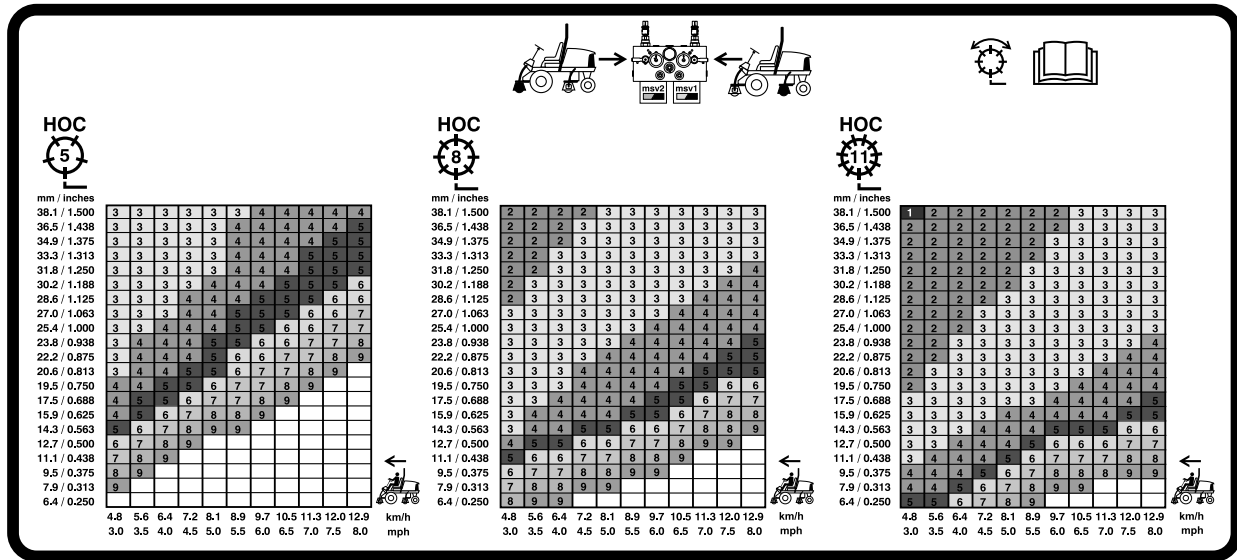 msv2 msv1
HOC
5
mm / inches
38.1 / 1.500 3 3 3 3 3 3 4 4 4 4 4
36.5 / 1.438 3 3 3 3 3 4 4 4 4 4 5
34.9 / 1.375 3 3 3 3 3 4 4 4 4 5 5
33.3 / 1.313 3 3 3 3 3 4 4 4 5 5 5
31.8 / 1.250 3 3 3 3 3 4 4 4 5 5 5
30.2 / 1.188 3 3 3 3 4 4 4 5 5 5 6
28.6 / 1.125 3 3 3 4 4 4 5 5 5 6 6
27.0 / 1.063 3 3 3 4 4 5 5 5 6 6 7
25.4 / 1.000 3 3 4 4 4 5 5 6 6 7 7
23.8 / 0.938 3 4 4 4 5 5 6 6 7 7 8
22.2 / 0.875 3 4 4 4 5 6 6 7 7 8 9
20.6 / 0.813 3 4 4 5 5 6 7 7 8 9
19.5 / 0.750 4 4 5 5 6 7 7 8 9
17.5 / 0.688 4 5 5 6 6 7 8 9
15.9 / 0.625 4 5 6 7 8 8 9
14.3 / 0.563 5 6 7 8 9 9
12.7 / 0.500 6 7 8 9
11.1 / 0.438 7 8 9
9.5 / 0.375 8 9
7.9 / 0.313 9
6.4 / 0.250
4.8 5.6 6.4 7.2 8.1 8.9 9.7 10.5 11.3 12.0 12.9 km/h
3.0 3.5 4.0 4.5 5.0 5.5 6.0 6.5 7.0 7.5 8.0 mph
HOC
8
mm / inches
38.1 / 1.500 2 2 2 2 3 3 3 3 3 3 3
36.5 / 1.438 2 2 2 3 3 3 3 3 3 3 3
34.9 / 1.375 2 2 2 3 3 3 3 3 3 3 3
33.3 / 1.313 2 2 3 3 3 3 3 3 3 3 3
31.8 / 1.250 2 2 3 3 3 3 3 3 3 3 4
30.2 / 1.188 2 3 3 3 3 3 3 3 3 4 4
28.6 / 1.125 2 3 3 3 3 3 3 3 4 4 4
27.0 / 1.063 3 3 3 3 3 3 3 4 4 4 4
25.4 / 1.000 3 3 3 3 3 3 4 4 4 4 4
23.8 / 0.938 3 3 3 3 3 4 4 4 4 4 5
22.2 / 0.875 3 3 3 3 4 4 4 4 4 5 5
20.6 / 0.813 3 3 3 4 4 4 4 4 5 5 5
19.5 / 0.750 3 3 3 4 4 4 4 5 5 6 6
17.5 / 0.688 3 3 4 4 4 4 5 5 6 6 7
15.9 / 0.625 3 3 4 4 4 5 5 6 7 7 8
14.3 / 0.563 3 4 4 4 5 5 6 6 7 8 8
12.7 / 0.500 4 5 5 6 6 7 7 8 9 9
11.1 / 0.438 5 6 6 7 7 8 8 9
9.5 / 0.375 6 7 7 8 8 9 9
7.9 / 0.313 7 8 8 9 9
6.4 / 0.250 8 9 9
4.8 5.6 6.4 7.2 8.1 8.9 9.7 10.5 11.3 12.0 12.9 km/h
3.0 3.5 4.0 4.5 5.0 5.5 6.0 6.5 7.0 7.5 8.0 mph
HOC
11
mm / inches
38.1 / 1.500 1 2 2 2 2 2 2 3 3 3 3
36.5 / 1.438 2 2 2 2 2 2 2 3 3 3 3
34.9 / 1.375 2 2 2 2 2 2 3 3 3 3 3
33.3 / 1.313 2 2 2 2 2 2 3 3 3 3 3
31.8 / 1.250 2 2 2 2 2 3 3 3 3 3 3
30.2 / 1.188 2 2 2 2 2 3 3 3 3 3 3
28.6 / 1.125 2 2 2 2 3 3 3 3 3 3 3
27.0 / 1.063 2 2 2 3 3 3 3 3 3 3 3
25.4 / 1.000 2 2 2 3 3 3 3 3 3 3 3
23.8 / 0.938 2 2 3 3 3 3 3 3 3 3 4
22.2 / 0.875 2 3 3 3 3 3 3 3 3 4 4
20.6 / 0.813 2 3 3 3 3 3 3 3 4 4 4
19.5 / 0.750 2 3 3 3 3 3 3 4 4 4 4
17.5 / 0.688 3 3 3 3 3 3 4 4 4 4 5
15.9 / 0.625 3 3 3 3 4 4 4 4 4 5 5
14.3 / 0.563 3 3 3 4 4 4 5 5 5 6 6
12.7 / 0.500 3 3 4 4 4 5 6 6 6 7 7
11.1 / 0.438 3 4 4 4 5 6 6 7 7 8 8
9.5 / 0.375 4 4 4 5 6 7 7 8 8 9 9
7.9 / 0.313 4 4 5 6 7 8 9 9
6.4 / 0.250 5 5 6 7 8 9
4.8 5.6 6.4 7.2 8.1 8.9 9.7 10.5 11.3 12.0 12.9 km/h
3.0 3.5 4.0 4.5 5.0 5.5 6.0 6.5 7.0 7.5 8.0 mph